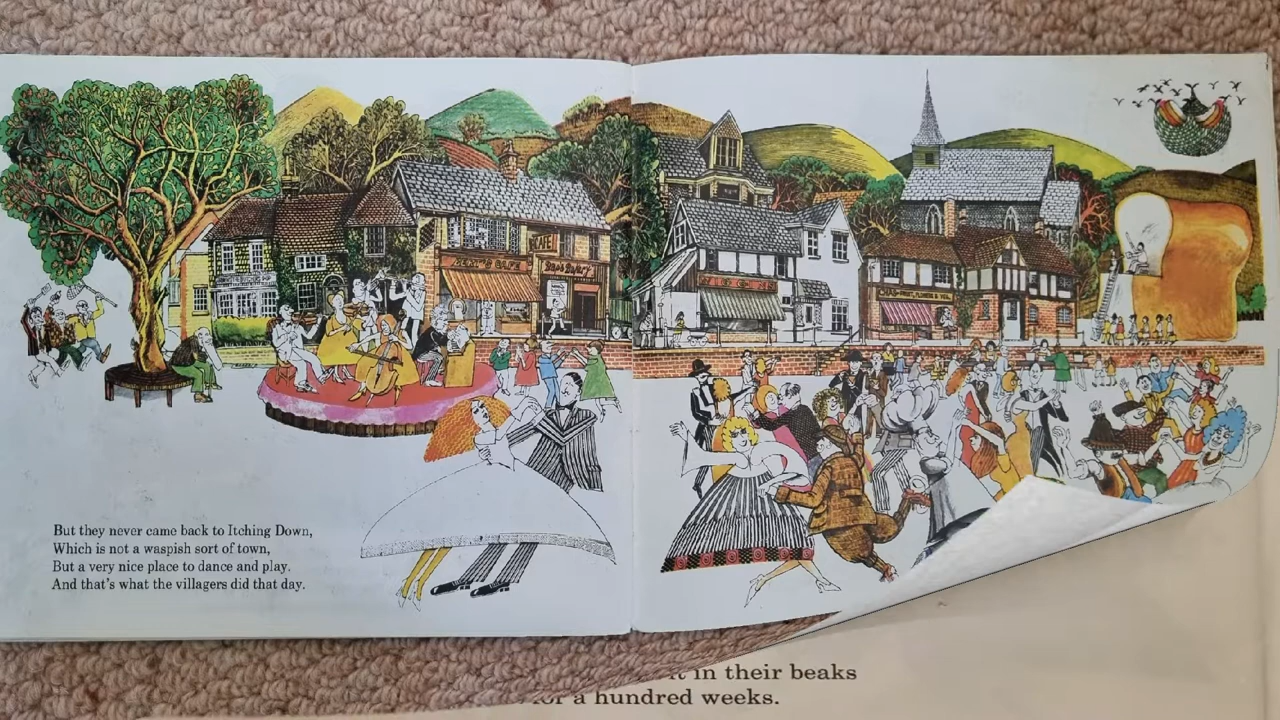 But they never came back to Itching Down,
Which is not a waspish sort of town,
But a very nice place to dance and play.
And that's what the villagers did that day.
in their beaks
a hundred weeks.